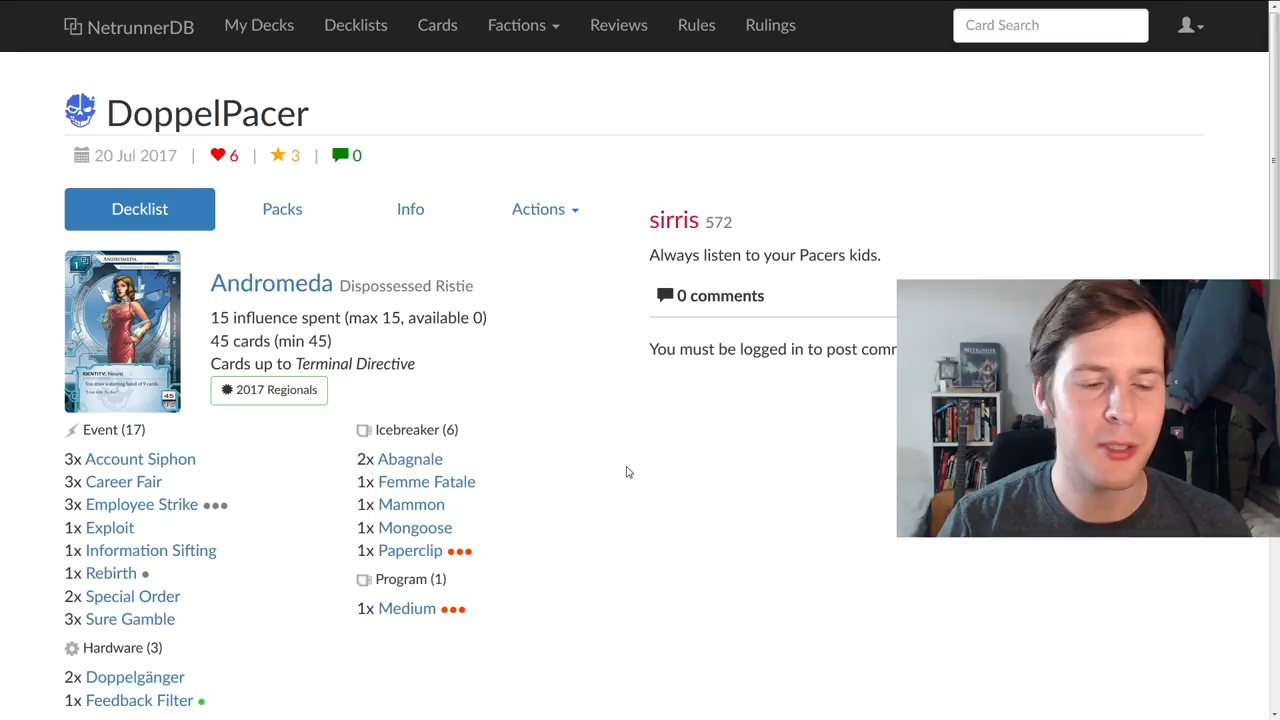 NetrunnerDB My Decks Decklists Cards Factions Reviews Rules Rulings Card Search
DoppelPacer
20 Jul 2017 | 6 | 3 | 0
Decklist Packs Info Actions
sirris 572
Always listen to your Pacers kids.
0 comments
You must be logged in to post comm
ANDROMEDA
Andromeda Dispossessed Ristie
15 influence spent (max 15, available 0)
45 cards (min 45)
Cards up to Terminal Directive
2017 Regionals
Event (17)
3x Account Siphon
3x Career Fair
3x Employee Strike
1x Exploit
1x Information Sifting
1x Rebirth
2x Special Order
3x Sure Gamble
Hardware (3)
2x Doppelgänger
1x Feedback Filter
Icebreaker (6)
2x Abagnale
1x Femme Fatale
1x Mammon
1x Mongoose
1x Paperclip
Program (1)
1x Medium
NETRUNNER